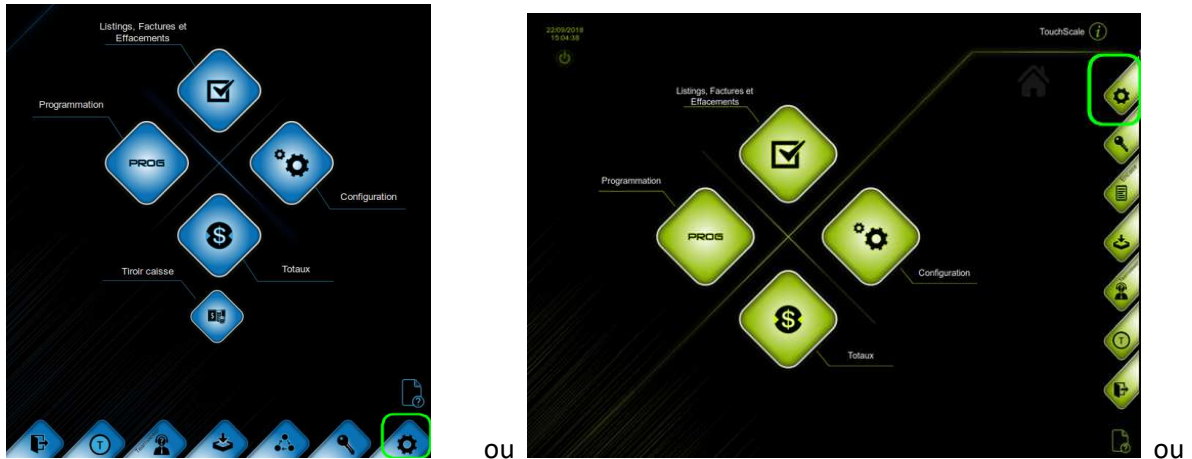 Listings, Factures et
Effacements
Programmation
PROG
Configuration
Tiroir caisse
Totaux
T
ou
22/09/2018
15:04:38
TouchScale
Listings, Factures et
Effacements
Programmation
PROG
Configuration
Totaux
T
ou